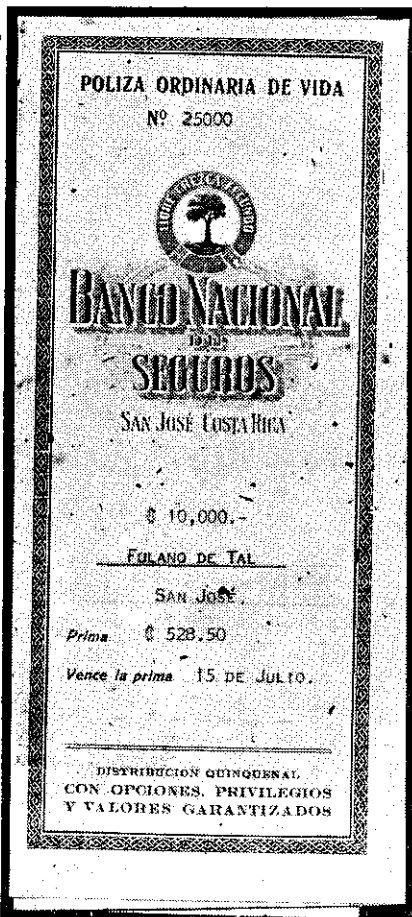 POLIZA ORDINARIA DE VIDA
Nº 25000
BANCO NACIONAL
DE
SEGUROS
SAN JOSÉ COSTA RICA
₡ 10,000.-
FULANO DE TAL
SAN JOSÉ.
Prima ₡ 528.50
Vence la prima 15 DE JULIO.
DISTRIBUCION QUINQUENAL
CON OPCIONES, PRIVILEGIOS
Y VALORES GARANTIZADOS